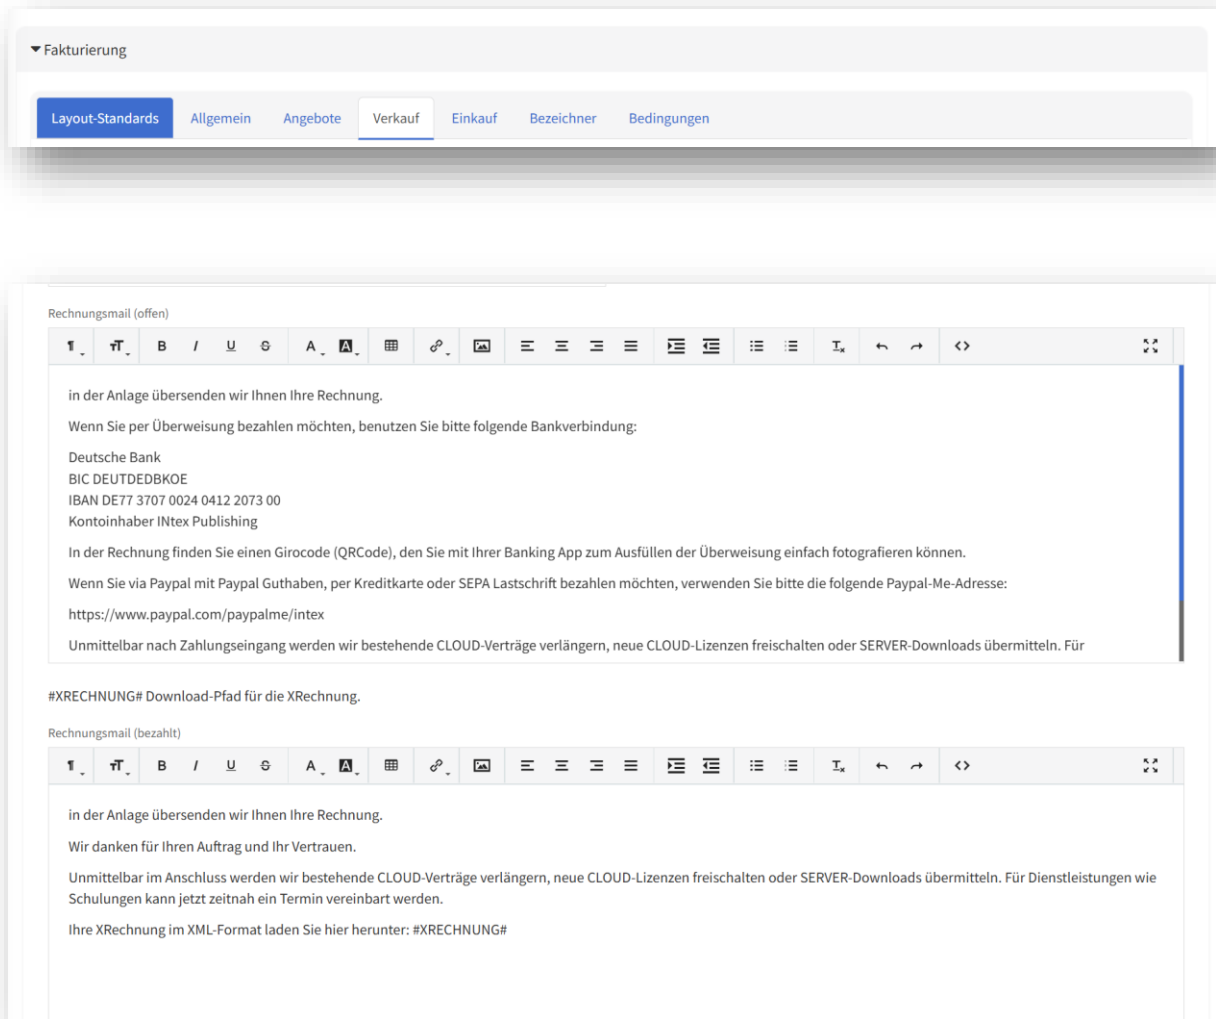 Fakturierung
Layout-Standards Allgemein Angebote Verkauf Einkauf Bezeichner Bedingungen
Rechnungsmail (offen)
in der Anlage übersenden wir Ihnen Ihre Rechnung.
Wenn Sie per Überweisung bezahlen möchten, benutzen Sie bitte folgende Bankverbindung:
Deutsche Bank
BIC DEUTDEDBKOE
IBAN DE77 3707 0024 0412 2073 00
Kontoinhaber INtex Publishing
In der Rechnung finden Sie einen Girocode (QRCode), den Sie mit Ihrer Banking App zum Ausfüllen der Überweisung einfach fotografieren können.
Wenn Sie via Paypal mit Paypal Guthaben, per Kreditkarte oder SEPA Lastschrift bezahlen möchten, verwenden Sie bitte die folgende Paypal-Me-Adresse:
https://www.paypal.com/paypalme/intex
Unmittelbar nach Zahlungseingang werden wir bestehende CLOUD-Verträge verlängern, neue CLOUD-Lizenzen freischalten oder SERVER-Downloads übermitteln. Für
#XRECHNUNG# Download-Pfad für die XRechnung.
Rechnungsmail (bezahlt)
in der Anlage übersenden wir Ihnen Ihre Rechnung.
Wir danken für Ihren Auftrag und Ihr Vertrauen.
Unmittelbar im Anschluss werden wir bestehende CLOUD-Verträge verlängern, neue CLOUD-Lizenzen freischalten oder SERVER-Downloads übermitteln. Für Dienstleistungen wie
Schulungen kann jetzt zeitnah ein Termin vereinbart werden.
Ihre XRechnung im XML-Format laden Sie hier herunter: #XRECHNUNG#